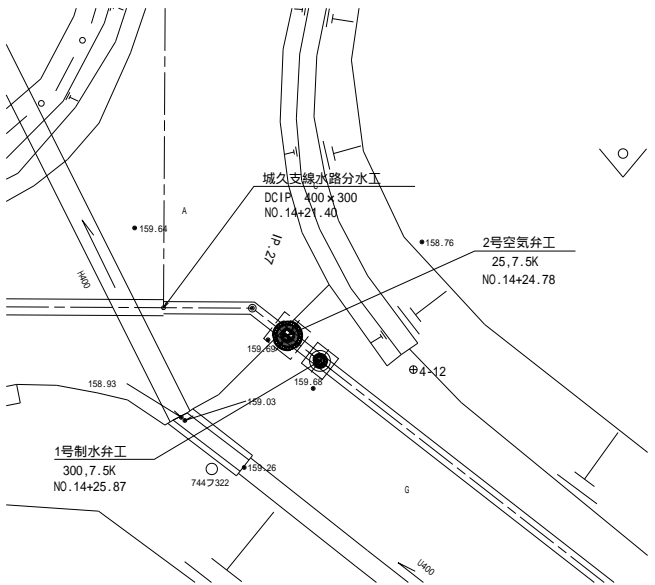 城久支線水路分水工
DCIP 400×300
NO.14+21.40
A
159.64
IP.27
H400
158.76
2号空気弁工
25,7.5K
NO.14+24.78
159.69
4-12
159.68
158.93
159.03
1号制水弁工
300,7.5K
NO.14+25.87
159.26
744フ322
G
U400